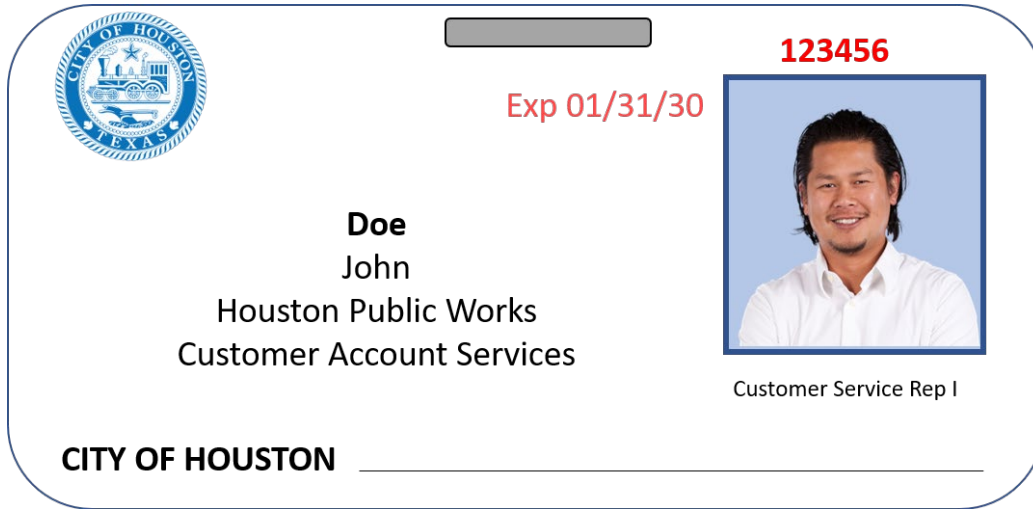 CITY OF HOUSTON
TEXAS
123456
Exp 01/31/30
Doe
John
Houston Public Works
Customer Account Services
Customer Service Rep I
CITY OF HOUSTON